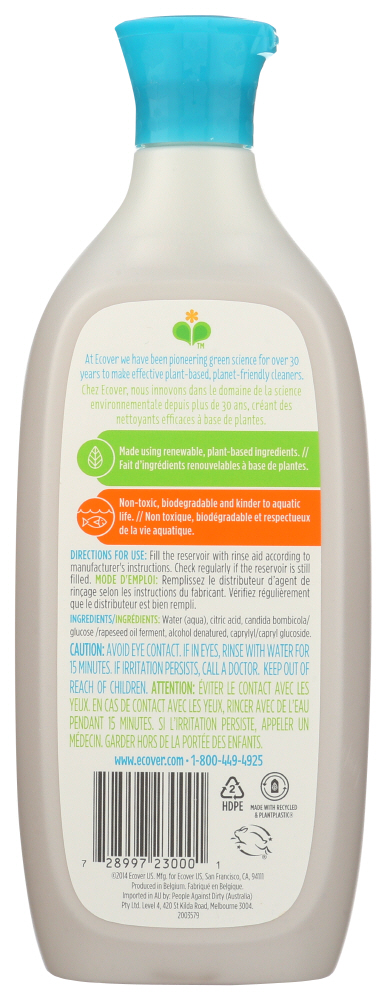 TM
At Ecover we have been pioneering green science for over 30
years to make effective plant-based, planet-friendly cleaners.
Chez Ecover, nous innovons dans le domaine de la science
environnementale depuis plus de 30 ans, créant des
nettoyants efficaces à base de plantes.
Made using renewable, plant-based ingredients. //
Fait d'ingrédients renouvelables à base de plantes.
Non-toxic, biodegradable and kinder to aquatic
life. // Non toxique, biodégradable et respectueux
de la vie aquatique.
DIRECTIONS FOR USE: Fill the reservoir with rinse aid according to
manufacturer's instructions. Check regularly if the reservoir is still
filled. MODE D'EMPLOI: Remplissez le distributeur d'agent de
rinçage selon les instructions du fabricant. Vérifiez régulièrement
que le distributeur est bien rempli.
INGREDIENTS/INGRÉDIENTS: Water (aqua), citric acid, candida bombicola/
glucose /rapeseed oil ferment, alcohol denatured, caprylyl/capryl glucoside.
CAUTION: AVOID EYE CONTACT. IF IN EYES, RINSE WITH WATER FOR
15 MINUTES. IF IRRITATION PERSISTS, CALL A DOCTOR. KEEP OUT OF
REACH OF CHILDREN. ATTENTION: ÉVITER LE CONTACT AVEC LES
YEUX. EN CAS DE CONTACT AVEC LES YEUX, RINCER AVEC DE L'EAU
PENDANT 15 MINUTES. SI L'IRRITATION PERSISTE, APPELER UN
MÉDECIN. GARDER HORS DE LA PORTÉE DES ENFANTS.
www.ecover.com • 1-800-449-4925
2
HDPE
MADE WITH RECYCLED
& PLANTPLASTIC®
7 28997 23000 1
©2014 Ecover US. Mfg. for Ecover US, San Francisco, CA, 94111
Produced in Belgium. Fabriqué en Belgique.
Imported in AU by: People Against Dirty (Australia)
Pty Ltd. Level 4, 420 St Kilda Road, Melbourne 3004.
2003579